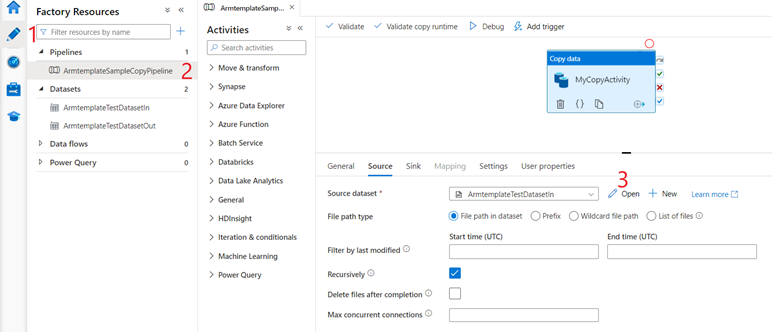 Factory Resources
1
Filter resources by name
Pipelines 1
ArmtemplateSampleCopyPipeline
2
Datasets 2
ArmtemplateTestDatasetIn
ArmtemplateTestDatasetOut
Data flows 0
Power Query 0
ArmtemplateSampleC...
Activities
Search activities
Move & transform
Synapse
Azure Data Explorer
Azure Function
Batch Service
Databricks
Data Lake Analytics
General
HDInsight
Iteration & conditionals
Machine Learning
Power Query
Validate Validate copy runtime Debug Add trigger
Copy data
MyCopyActivity
General Source Sink Mapping Settings User properties
3
Source dataset * ArmtemplateTestDatasetIn Open New Learn more
File path type File path in dataset Prefix Wildcard file path List of files
Start time (UTC) End time (UTC)
Filter by last modified
Recursively
Delete files after completion
Max concurrent connections